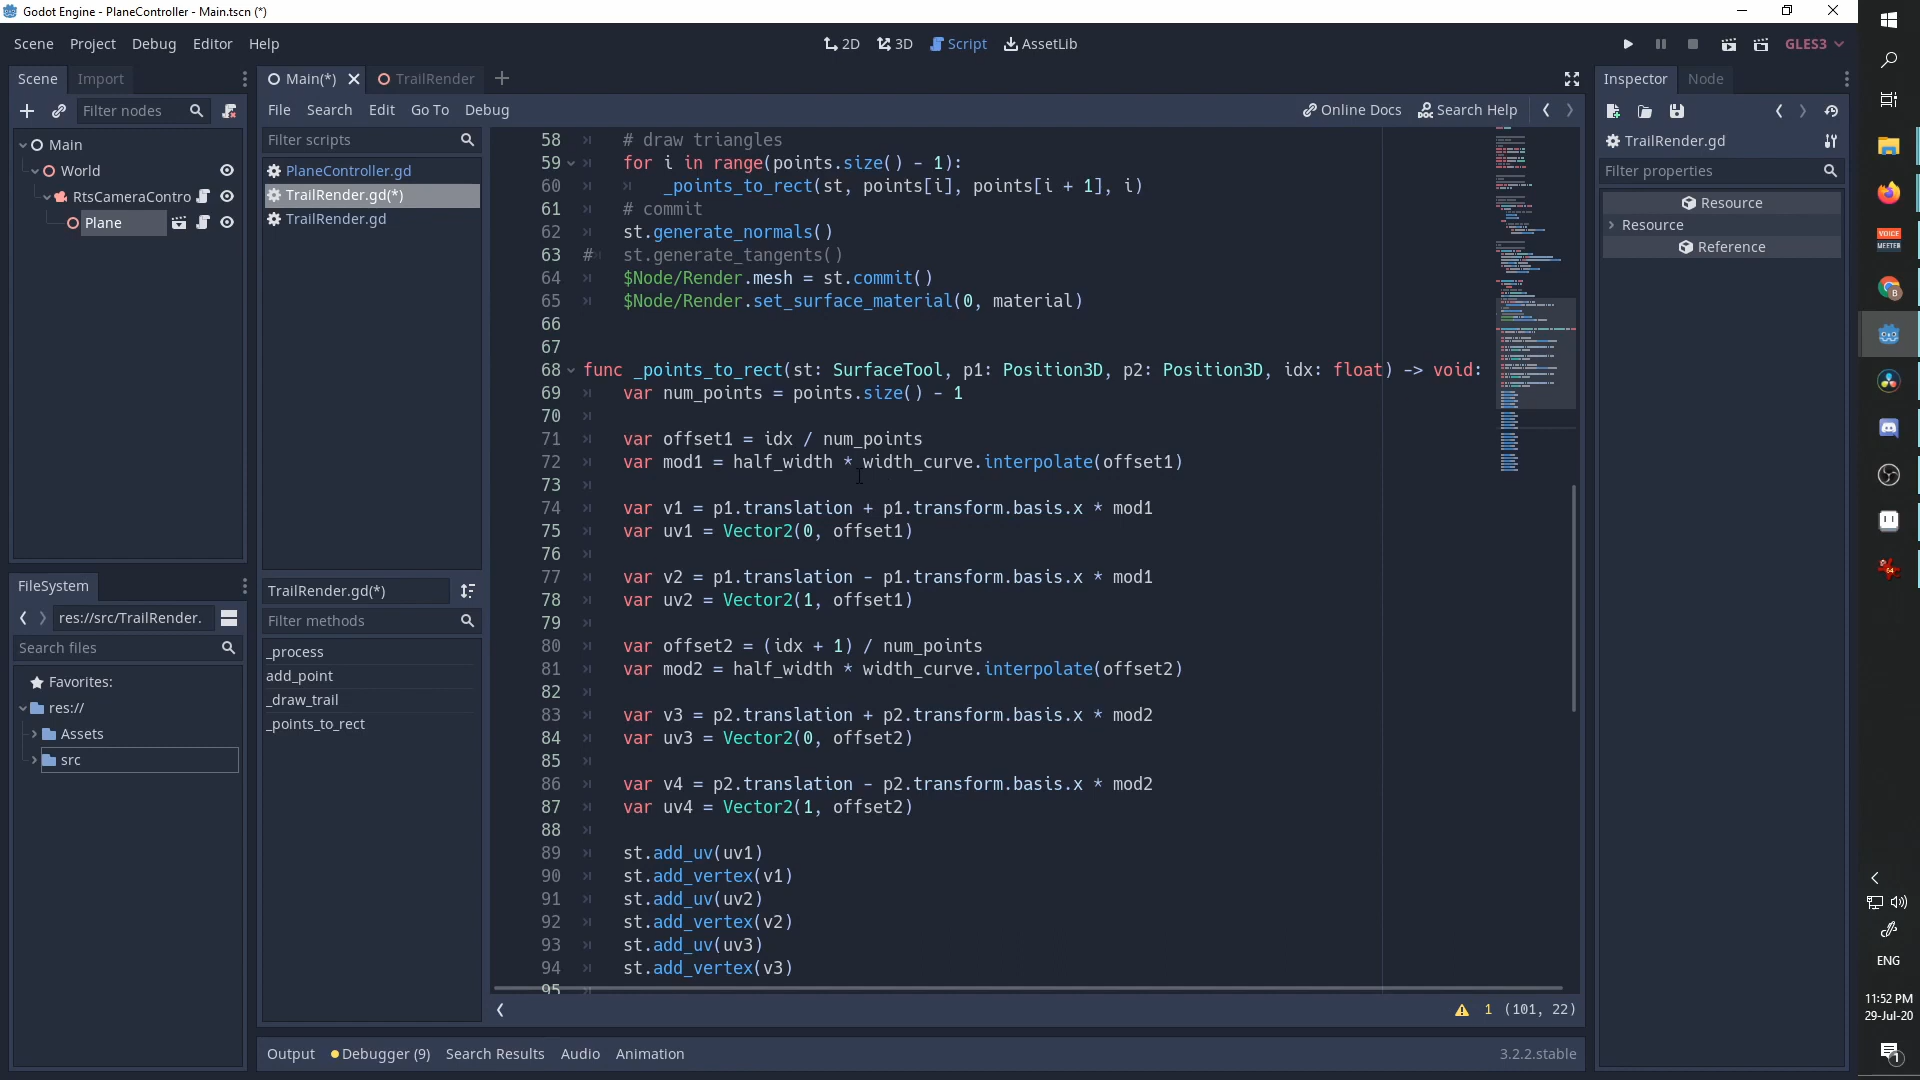 Godot Engine - PlaneController - Main.tscn (*)
Scene Project Debug Editor Help
2D 3D Script AssetLib
GLES3
Scene Import
Filter nodes
Main
World
RtsCameraContro
Plane
FileSystem
res://src/TrailRender.
Search files
Favorites:
res://
Assets
src
Main(*) TrailRender
File Search Edit Go To Debug
Online Docs Search Help
Filter scripts
PlaneController.gd
TrailRender.gd(*)
TrailRender.gd
TrailRender.gd(*)
Filter methods
_process
add_point
_draw_trail
_points_to_rect
58 # draw triangles
59 for i in range(points.size() - 1):
60 _points_to_rect(st, points[i], points[i + 1], i)
61 # commit
62 st.generate_normals()
63 # st.generate_tangents()
64 $Node/Render.mesh = st.commit()
65 $Node/Render.set_surface_material(0, material)
66
67
68 func _points_to_rect(st: SurfaceTool, p1: Position3D, p2: Position3D, idx: float) -> void:
69 var num_points = points.size() - 1
70
71 var offset1 = idx / num_points
72 var mod1 = half_width * width_curve.interpolate(offset1)
73
74 var v1 = p1.translation + p1.transform.basis.x * mod1
75 var uv1 = Vector2(0, offset1)
76
77 var v2 = p1.translation - p1.transform.basis.x * mod1
78 var uv2 = Vector2(1, offset1)
79
80 var offset2 = (idx + 1) / num_points
81 var mod2 = half_width * width_curve.interpolate(offset2)
82
83 var v3 = p2.translation + p2.transform.basis.x * mod2
84 var uv3 = Vector2(0, offset2)
85
86 var v4 = p2.translation - p2.transform.basis.x * mod2
87 var uv4 = Vector2(1, offset2)
88
89 st.add_uv(uv1)
90 st.add_vertex(v1)
91 st.add_uv(uv2)
92 st.add_vertex(v2)
93 st.add_uv(uv3)
94 st.add_vertex(v3)
95
1 (101, 22)
Output Debugger (9) Search Results Audio Animation
3.2.2.stable
Inspector Node
TrailRender.gd
Filter properties
Resource
Resource
Reference
VOICE
MEETER
B
64
ENG
11:52 PM
29-Jul-20
1